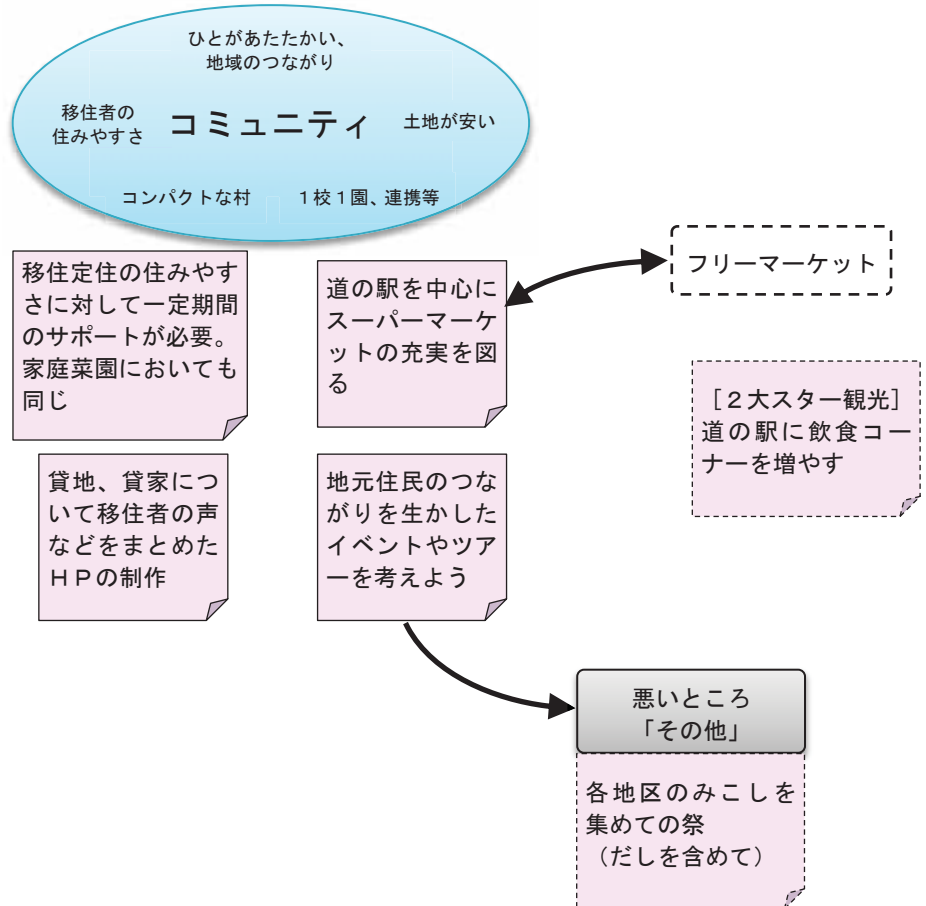 ひとがあたたかい、
地域のつながり
移住者の
住みやすさ
コミュニティ
土地が安い
コンパクトな村
１校１園、連携等
移住定住の住みやす
さに対して一定期間
のサポートが必要。
家庭菜園においても
同じ
道の駅を中心に
スーパーマーケ
ットの充実を図
る
フリーマーケット
［２大スター観光］
道の駅に飲食コー
ナーを増やす
貸地、貸家につ
いて移住者の声
などをまとめた
ＨＰの制作
地元住民のつな
がりを生かした
イベントやツア
ーを考えよう
悪いところ
「その他」
各地区のみこしを
集めての祭
（だしを含めて）